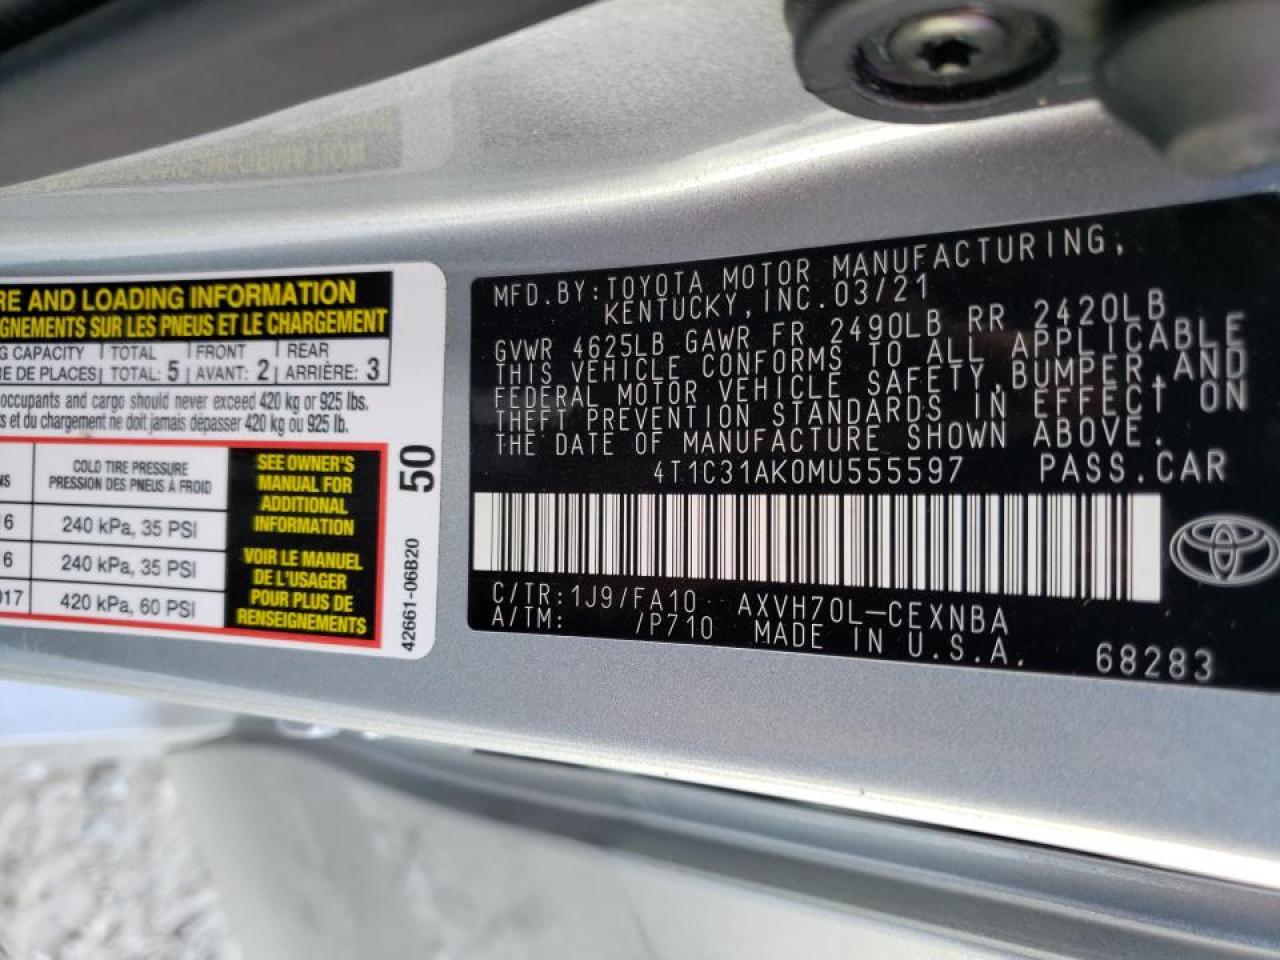 RE AND LOADING INFORMATION
GNEMENTS SUR LES PNEUS ET LE CHARGEMENT
G CAPACITY TOTAL FRONT REAR
RE DE PLACES TOTAL: 5 AVANT: 2 ARRIÈRE: 3
occupants and cargo should never exceed 420 kg or 925 lbs.
ts et du chargement ne doit jamais dépasser 420 kg ou 925 lb.
NS
COLD TIRE PRESSURE
PRESSION DES PNEUS À FROID
16 240 kPa, 35 PSI
6 240 kPa, 35 PSI
017 420 kPa, 60 PSI
SEE OWNER'S
MANUAL FOR
ADDITIONAL
INFORMATION
VOIR LE MANUEL
DE L'USAGER
POUR PLUS DE
RENSEIGNEMENTS
50
42661-06B20
MFD.BY:TOYOTA MOTOR MANUFACTURING,
KENTUCKY,INC.03/21
GVWR 4625LB GAWR FR 2490LB RR 2420LB
THIS VEHICLE CONFORMS TO ALL APPLICABLE
FEDERAL MOTOR VEHICLE SAFETY,BUMPER,AND
THEFT PREVENTION STANDARDS IN EFFECT ON
THE DATE OF MANUFACTURE SHOWN ABOVE.
4T1C31AK0MU555597 PASS.CAR
C/TR:1J9/FA10 AXVH70L-CEXNBA
A/TM: /P710 MADE IN U.S.A.
68283